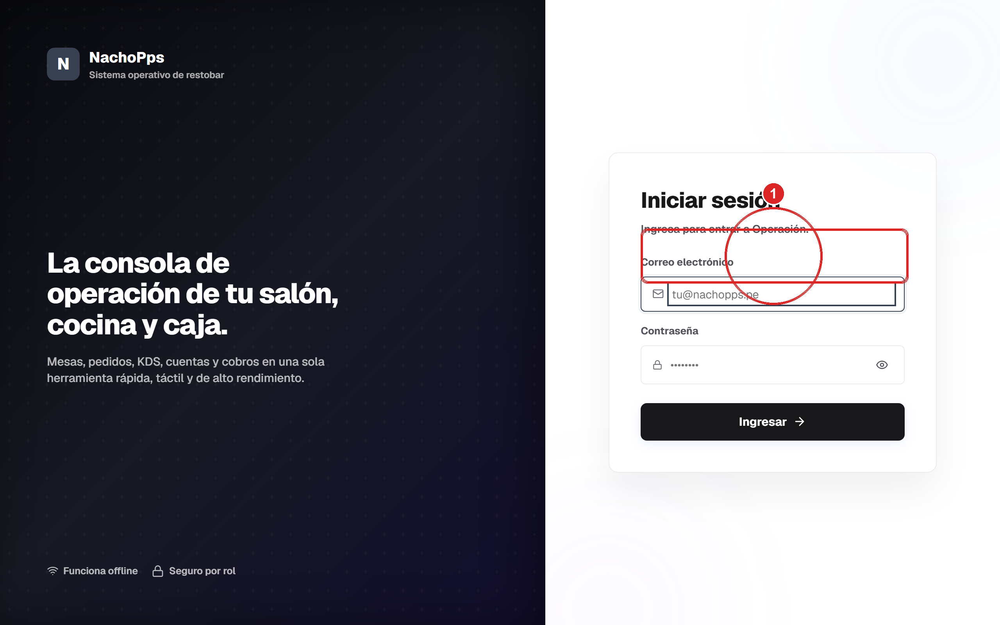 N
NachoPps
Sistema operativo de restobar
La consola de
operación de tu salón,
cocina y caja.
Mesas, pedidos, KDS, cuentas y cobros en una sola
herramienta rápida, táctil y de alto rendimiento.
Funciona offline
Seguro por rol
Iniciar sesión
1
Ingresa para entrar a Operación.
Correo electrónico
tu@nachopps.pe
Contraseña
••••••••
Ingresar →